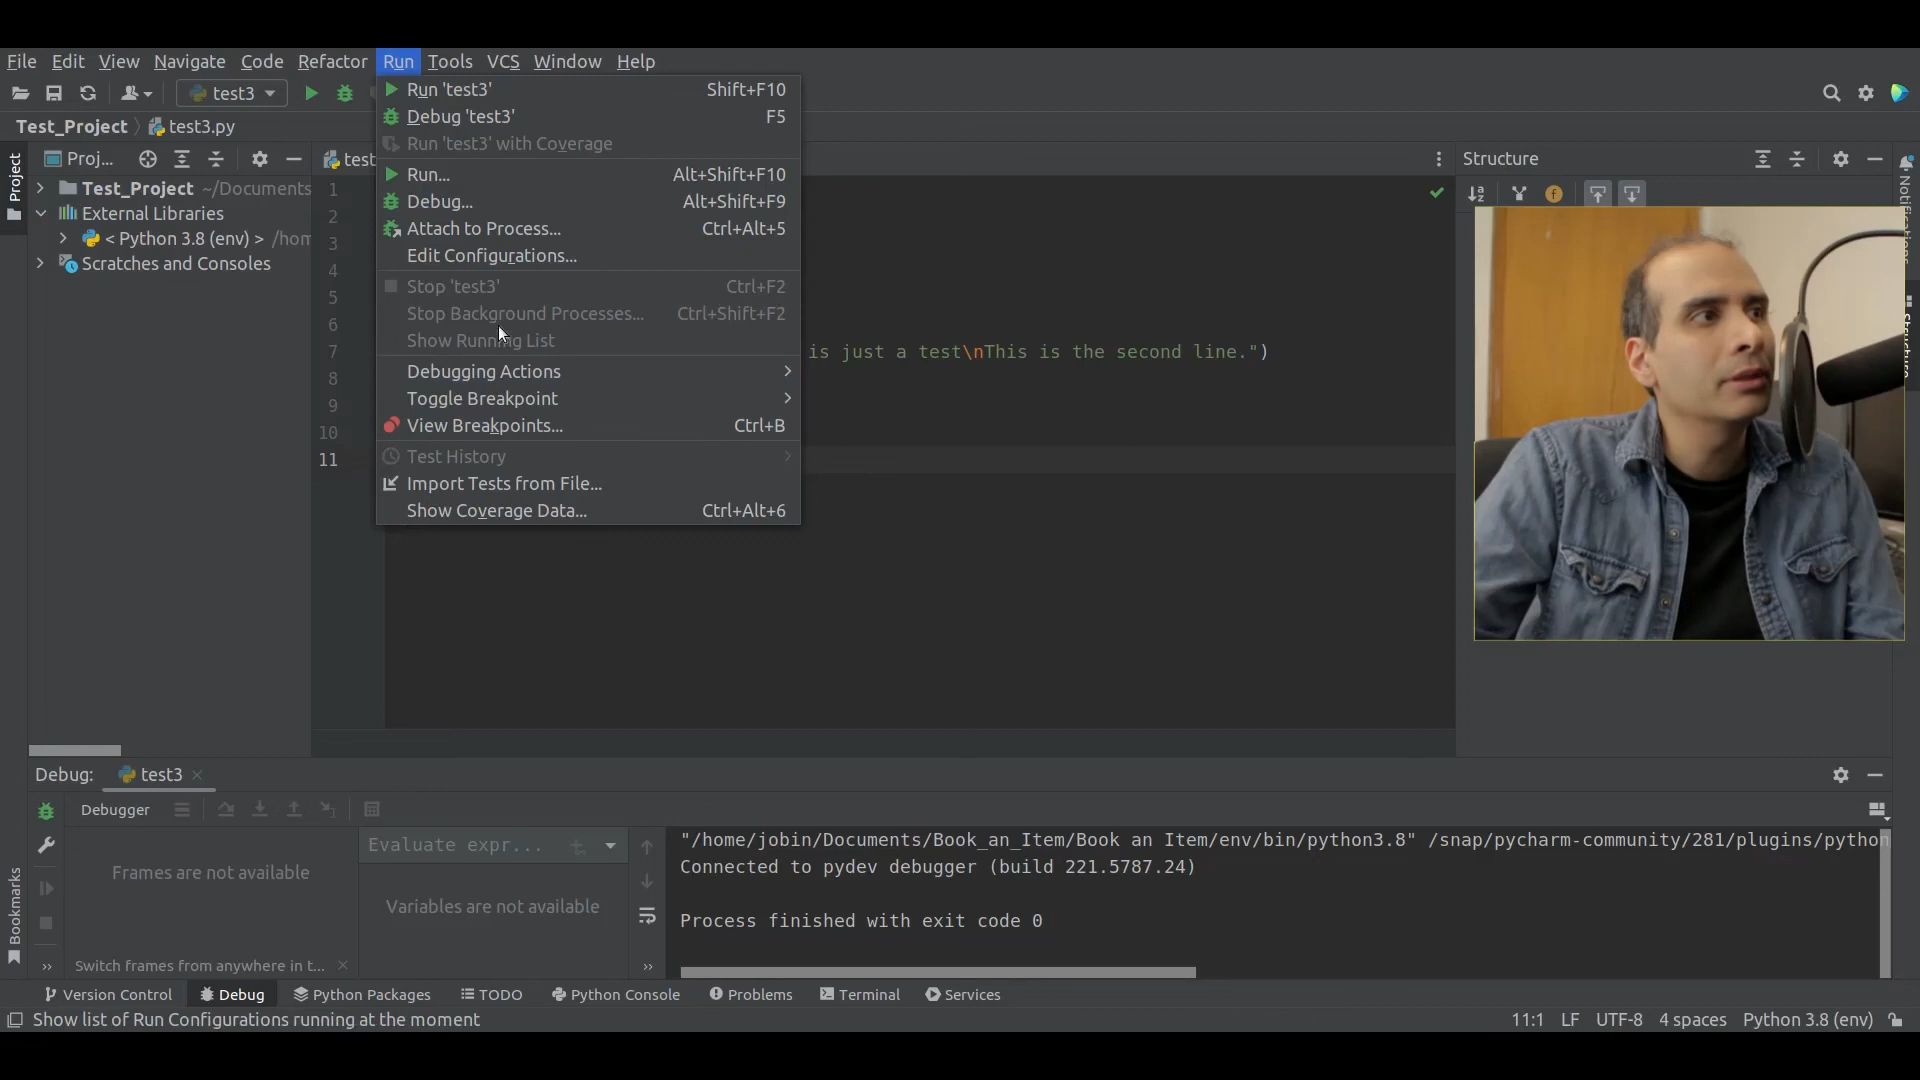 File Edit View Navigate Code Refactor Run Tools VCS Window Help
test3
Test_Project test3.py
Run 'test3' Shift+F10
Debug 'test3' F5
Run 'test3' with Coverage
Run... Alt+Shift+F10
Debug... Alt+Shift+F9
Attach to Process... Ctrl+Alt+5
Edit Configurations...
Stop 'test3' Ctrl+F2
Stop Background Processes... Ctrl+Shift+F2
Show Running List
Debugging Actions
Toggle Breakpoint
View Breakpoints... Ctrl+B
Test History
Import Tests from File...
Show Coverage Data... Ctrl+Alt+6
Project
Proj...
Test_Project ~/Documents
External Libraries
< Python 3.8 (env) > /hom
Scratches and Consoles
test
1
2
3
4
5
6
7 is just a test\nThis is the second line.")
8
9
10
11
Structure
Notifications
Structure
Debug: test3
Debugger
Frames are not available
Switch frames from anywhere in t...
Evaluate expr...
Variables are not available
"/home/jobin/Documents/Book_an_Item/Book an Item/env/bin/python3.8" /snap/pycharm-community/281/plugins/python
Connected to pydev debugger (build 221.5787.24)
Process finished with exit code 0
Bookmarks
Version Control Debug Python Packages TODO Python Console Problems Terminal Services
Show list of Run Configurations running at the moment
11:1 LF UTF-8 4 spaces Python 3.8 (env)